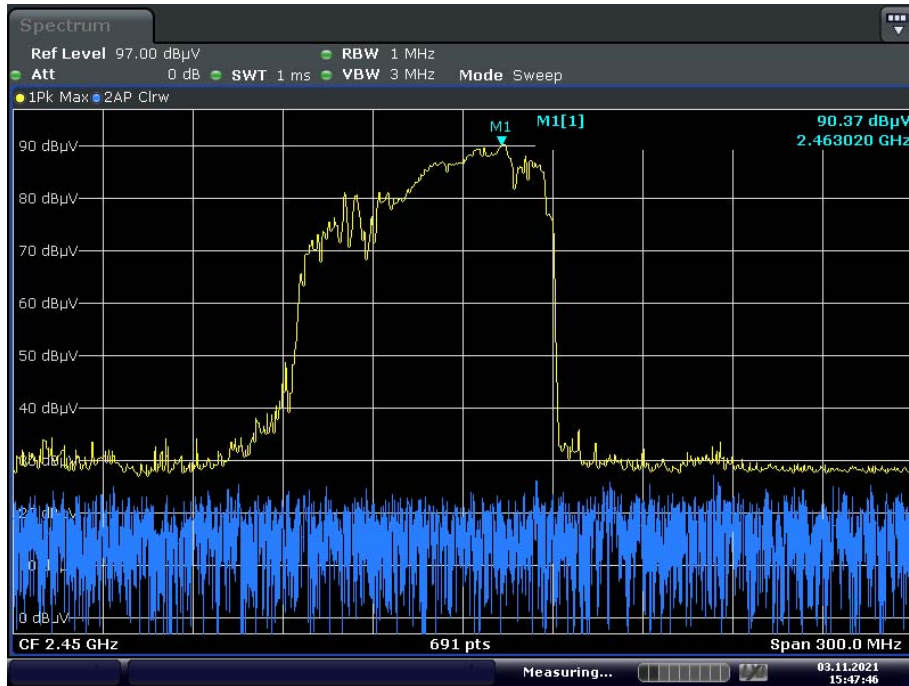 Spectrum
Ref Level 97.00 dBµV RBW 1 MHz
Att 0 dB SWT 1 ms VBW 3 MHz Mode Sweep
1Pk Max 2AP Clrw
M1 M1[1] 90.37 dBµV
2.463020 GHz
90 dBµV
80 dBµV
70 dBµV
60 dBµV
50 dBµV
40 dBµV
0 dBµV
CF 2.45 GHz 691 pts Span 300.0 MHz
Measuring... 03.11.2021
15:47:46